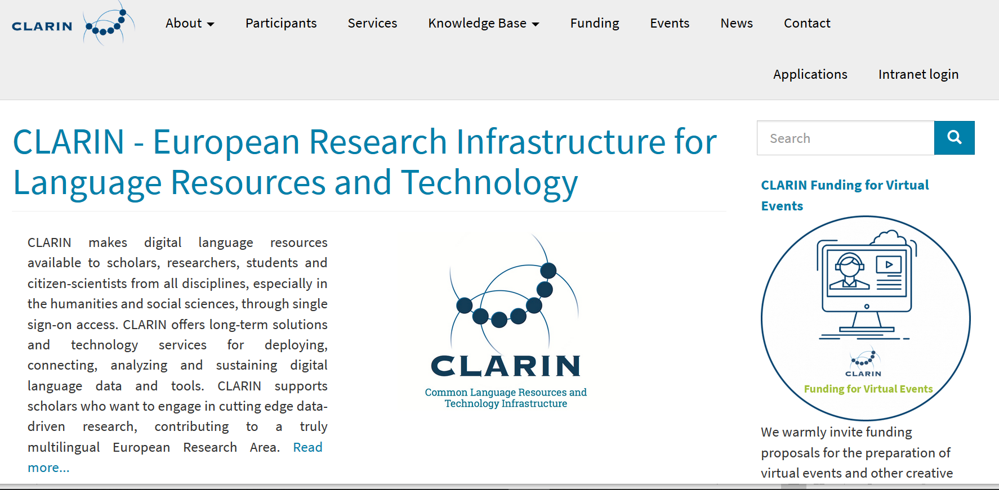 CLARIN
About
Participants
Services
Knowledge Base
Funding
Events
News
Contact
Applications
Intranet login
CLARIN - European Research Infrastructure for
Language Resources and Technology
CLARIN makes digital language resources
available to scholars, researchers, students and
citizen-scientists from all disciplines, especially in
the humanities and social sciences, through single
sign-on access. CLARIN offers long-term solutions
and technology services for deploying,
connecting, analyzing and sustaining digital
language data and tools. CLARIN supports
scholars who want to engage in cutting edge data-
driven research, contributing to a truly
multilingual European Research Area. Read
more...
CLARIN
Common Language Resources and
Technology Infrastructure
Search
CLARIN Funding for Virtual
Events
CLARIN
Funding for Virtual Events
We warmly invite funding
proposals for the preparation of
virtual events and other creative